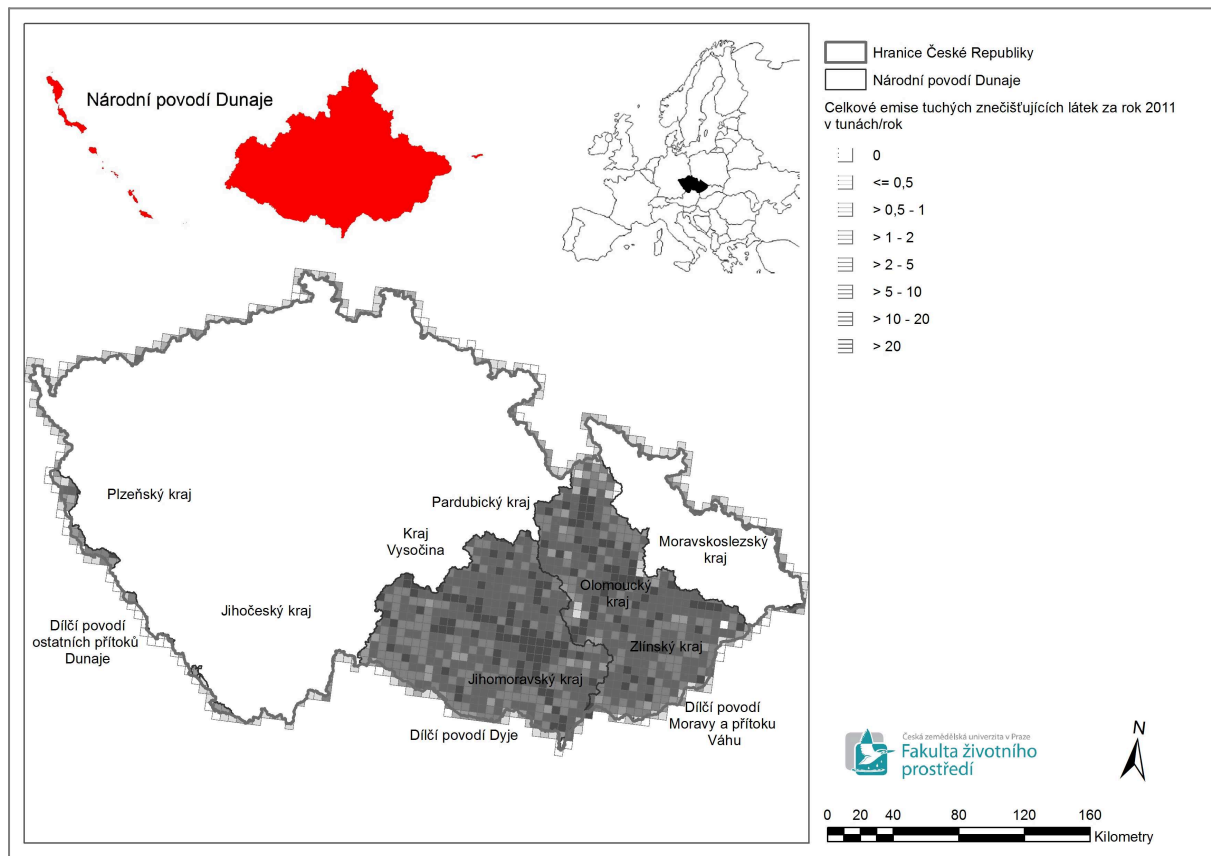 Národní povodí Dunaje
Hranice České Republiky
Národní povodí Dunaje
Celkové emise tuchých znečišťujících látek za rok 2011
v tunách/rok
0
<= 0,5
> 0,5 - 1
> 1 - 2
> 2 - 5
> 5 - 10
> 10 - 20
> 20
Plzeňský kraj
Pardubický kraj
Kraj
Vysočina
Moravskoslezský
kraj
Olomoucký
kraj
Jihočeský kraj
Dílčí povodí
ostatních přítoků
Dunaje
Zlínský kraj
Jihomoravský kraj
Dílčí povodí
Moravy a přítoku
Váhu
Dílčí povodí Dyje
Česká zemědělská univerzita v Praze
Fakulta životního
prostředí
N
0 20 40 80 120 160
Kilometry